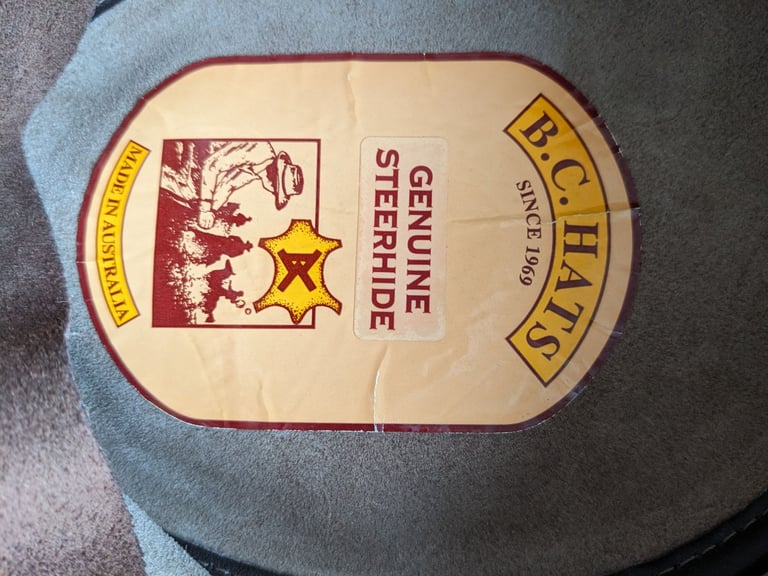 B.C. HATS
SINCE 1969
GENUINE
STEERHIDE
MADE IN AUSTRALIA